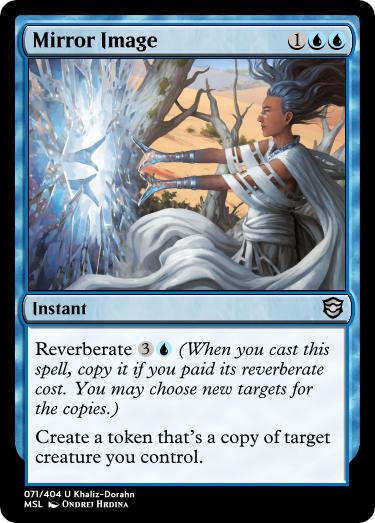 Mirror Image 1
Instant
Reverberate 3 (When you cast this
spell, copy it if you paid its reverberate
cost. You may choose new targets for
the copies.)
Create a token that's a copy of target
creature you control.
071/404 U Khaliz-Dorahn
MSL Ondrej Hrdina